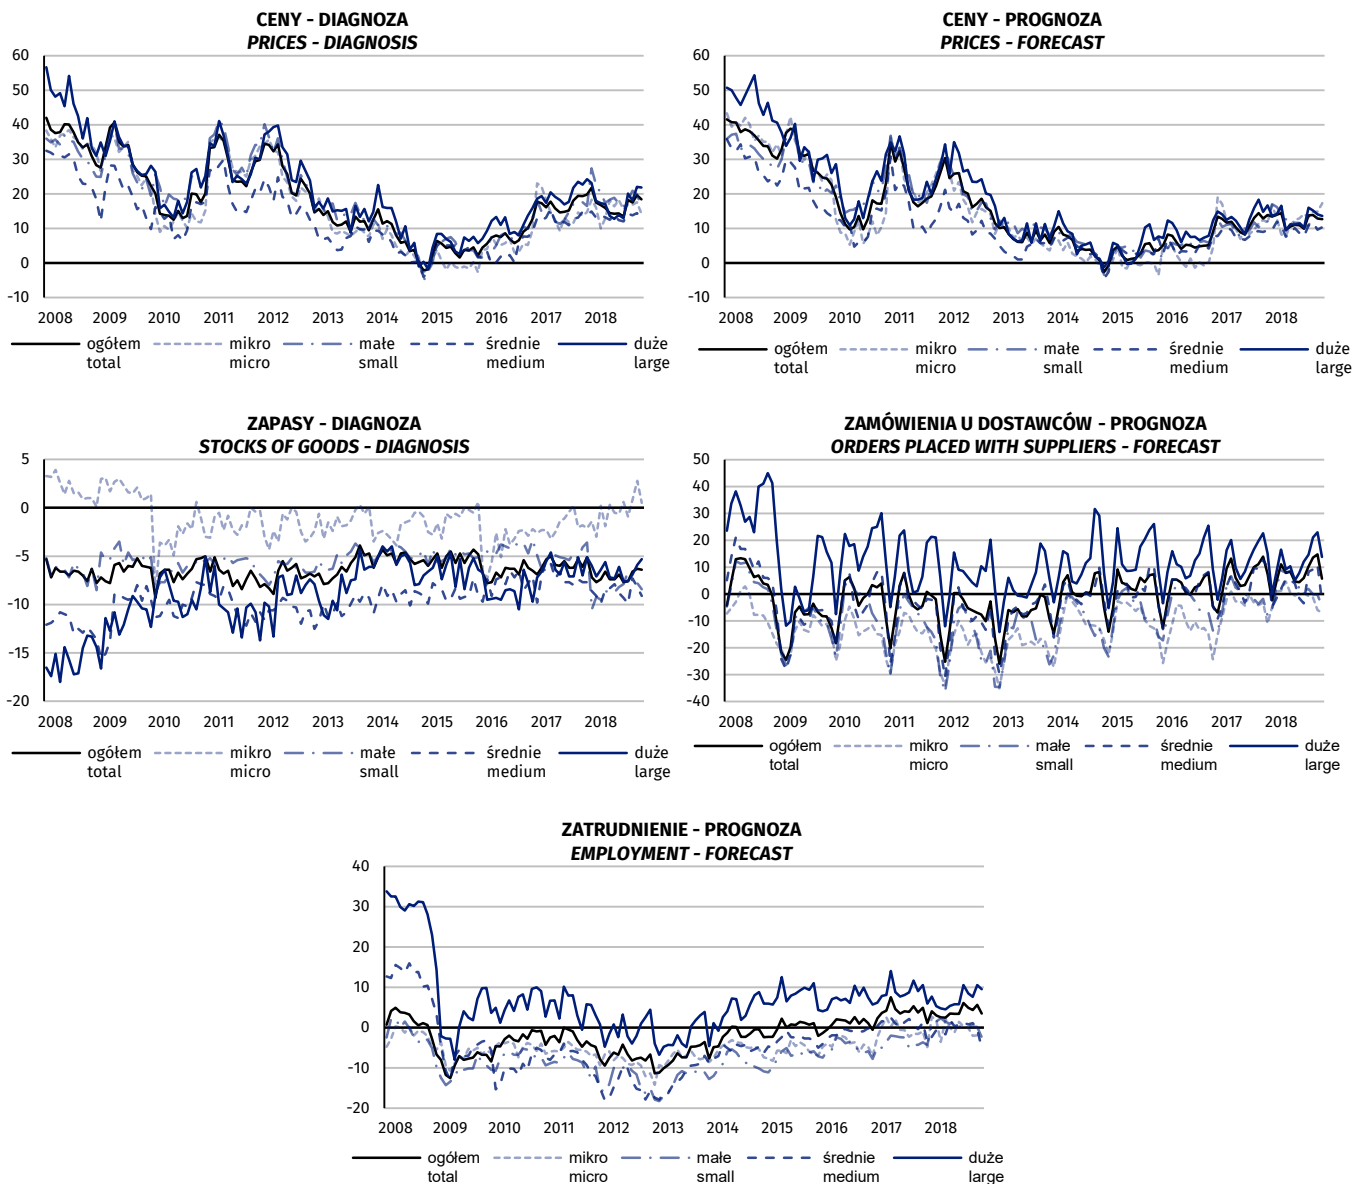 CENY - DIAGNOZA
PRICES - DIAGNOSIS
60
50
40
30
20
10
0
-10
2008 2009 2010 2011 2012 2013 2014 2015 2016 2017 2018
ogółem mikro małe średnie duże
total micro small medium large
CENY - PROGNOZA
PRICES - FORECAST
60
50
40
30
20
10
0
-10
2008 2009 2010 2011 2012 2013 2014 2015 2016 2017 2018
ogółem mikro małe średnie duże
total micro small medium large
ZAPASY - DIAGNOZA
STOCKS OF GOODS - DIAGNOSIS
5
0
-5
-10
-15
-20
2008 2009 2010 2011 2012 2013 2014 2015 2016 2017 2018
ogółem mikro małe średnie duże
total micro small medium large
ZAMÓWIENIA U DOSTAWCÓW - PROGNOZA
ORDERS PLACED WITH SUPPLIERS - FORECAST
50
40
30
20
10
0
-10
-20
-30
-40
2008 2009 2010 2011 2012 2013 2014 2015 2016 2017 2018
ogółem mikro małe średnie duże
total micro small medium large
ZATRUDNIENIE - PROGNOZA
EMPLOYMENT - FORECAST
40
30
20
10
0
-10
-20
2008 2009 2010 2011 2012 2013 2014 2015 2016 2017 2018
ogółem mikro małe średnie duże
total micro small medium large